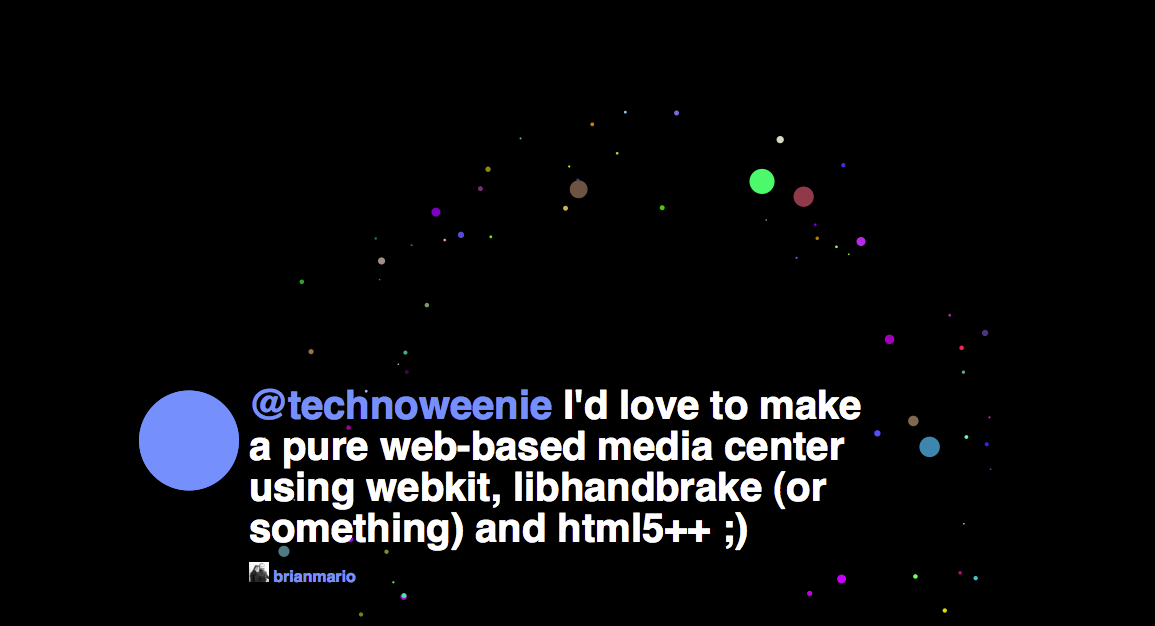 @technoweenie I'd love to make
a pure web-based media center
using webkit, libhandbrake (or
something) and html5++ ;)
brianmario